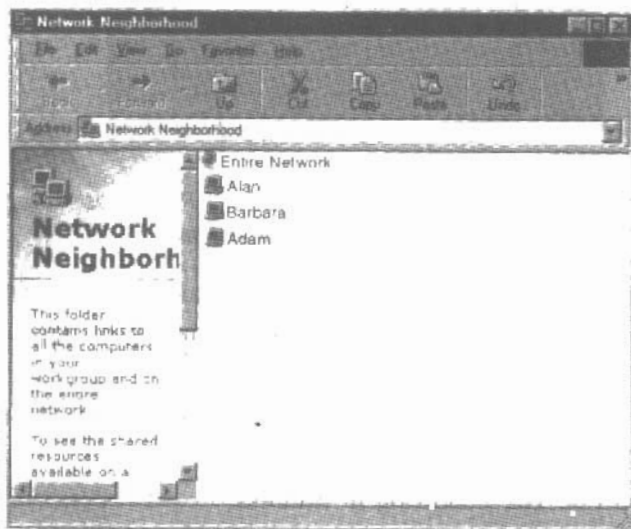 Network Neighborhood
File Edit View Go Favorites Help
Back Forward Up Cut Copy Paste Undo »
Address Network Neighborhood
Entire Network
Alan
Barbara
Adam
Network
Neighborh
This folder
contains links to
all the computers
in your
workgroup and on
the entire
network
To see the shared
resources
available on a